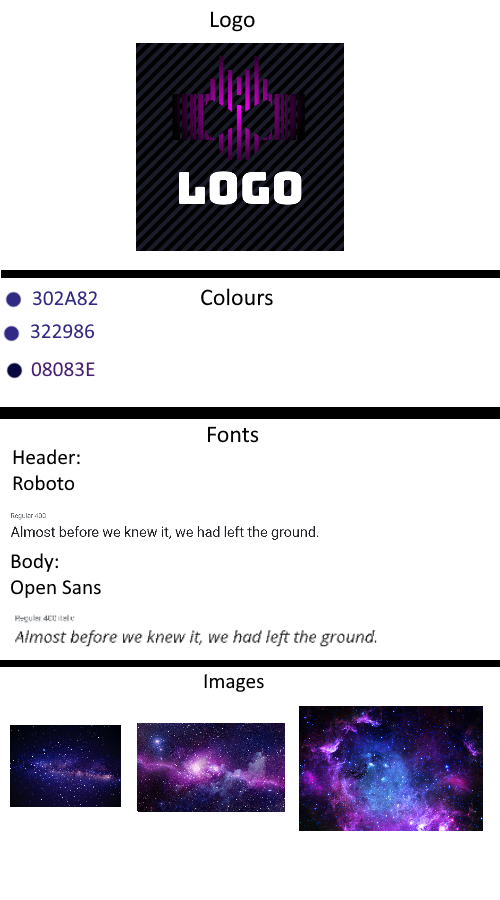 Logo
LOGO
Colours
302A82
322986
08083E
Fonts
Header:
Roboto
Regular 400
Almost before we knew it, we had left the ground.
Body:
Open Sans
Regular 400 italic
Almost before we knew it, we had left the ground.
Images